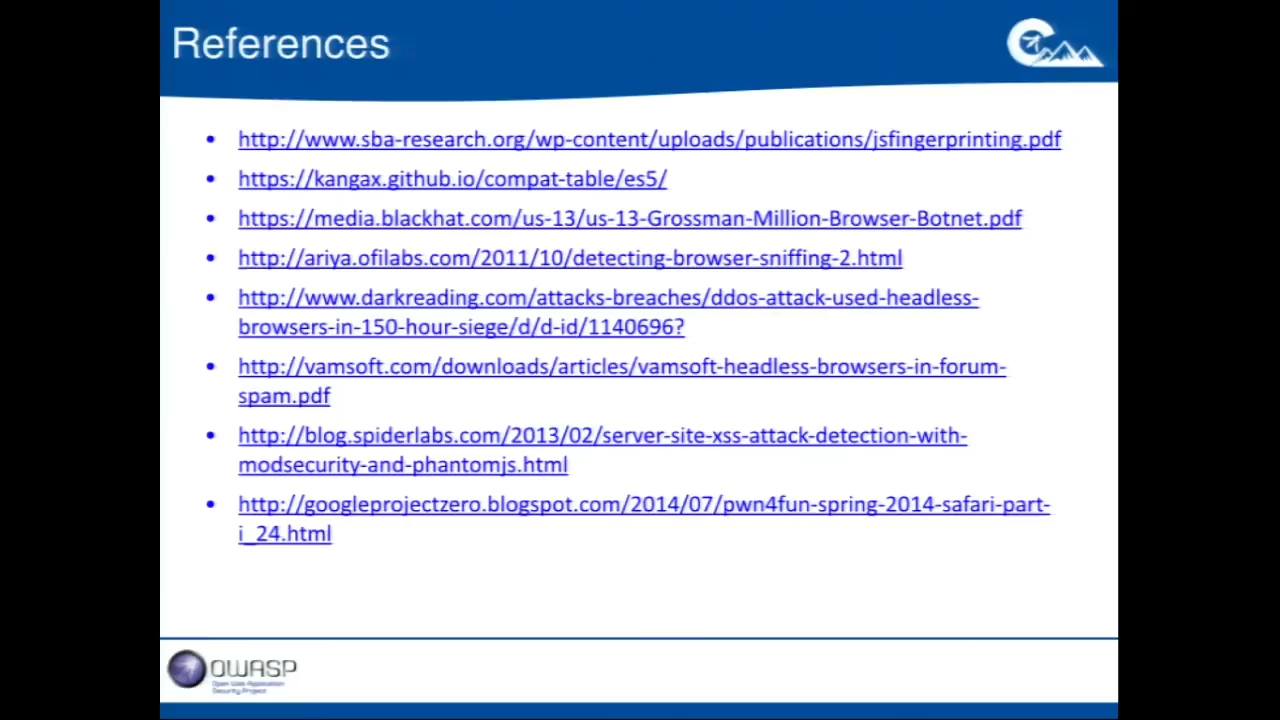 References
• http://www.sba-research.org/wp-content/uploads/publications/jsfingerprinting.pdf
• https://kangax.github.io/compat-table/es5/
• https://media.blackhat.com/us-13/us-13-Grossman-Million-Browser-Botnet.pdf
• http://ariya.ofilabs.com/2011/10/detecting-browser-sniffing-2.html
• http://www.darkreading.com/attacks-breaches/ddos-attack-used-headless-
browsers-in-150-hour-siege/d/d-id/1140696?
• http://vamsoft.com/downloads/articles/vamsoft-headless-browsers-in-forum-
spam.pdf
• http://blog.spiderlabs.com/2013/02/server-site-xss-attack-detection-with-
modsecurity-and-phantomjs.html
• http://googleprojectzero.blogspot.com/2014/07/pwn4fun-spring-2014-safari-part-
i_24.html
OWASP
Open Web Application
Security Project